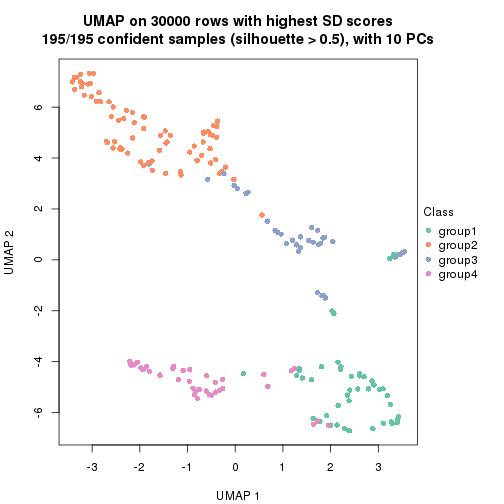 UMAP on 30000 rows with highest SD scores
195/195 confident samples (silhouette > 0.5), with 10 PCs
UMAP 2
6
4
2
0
-2
-4
-6
-3
-2
-1
0
1
2
3
UMAP 1
Class
group1
group2
group3
group4